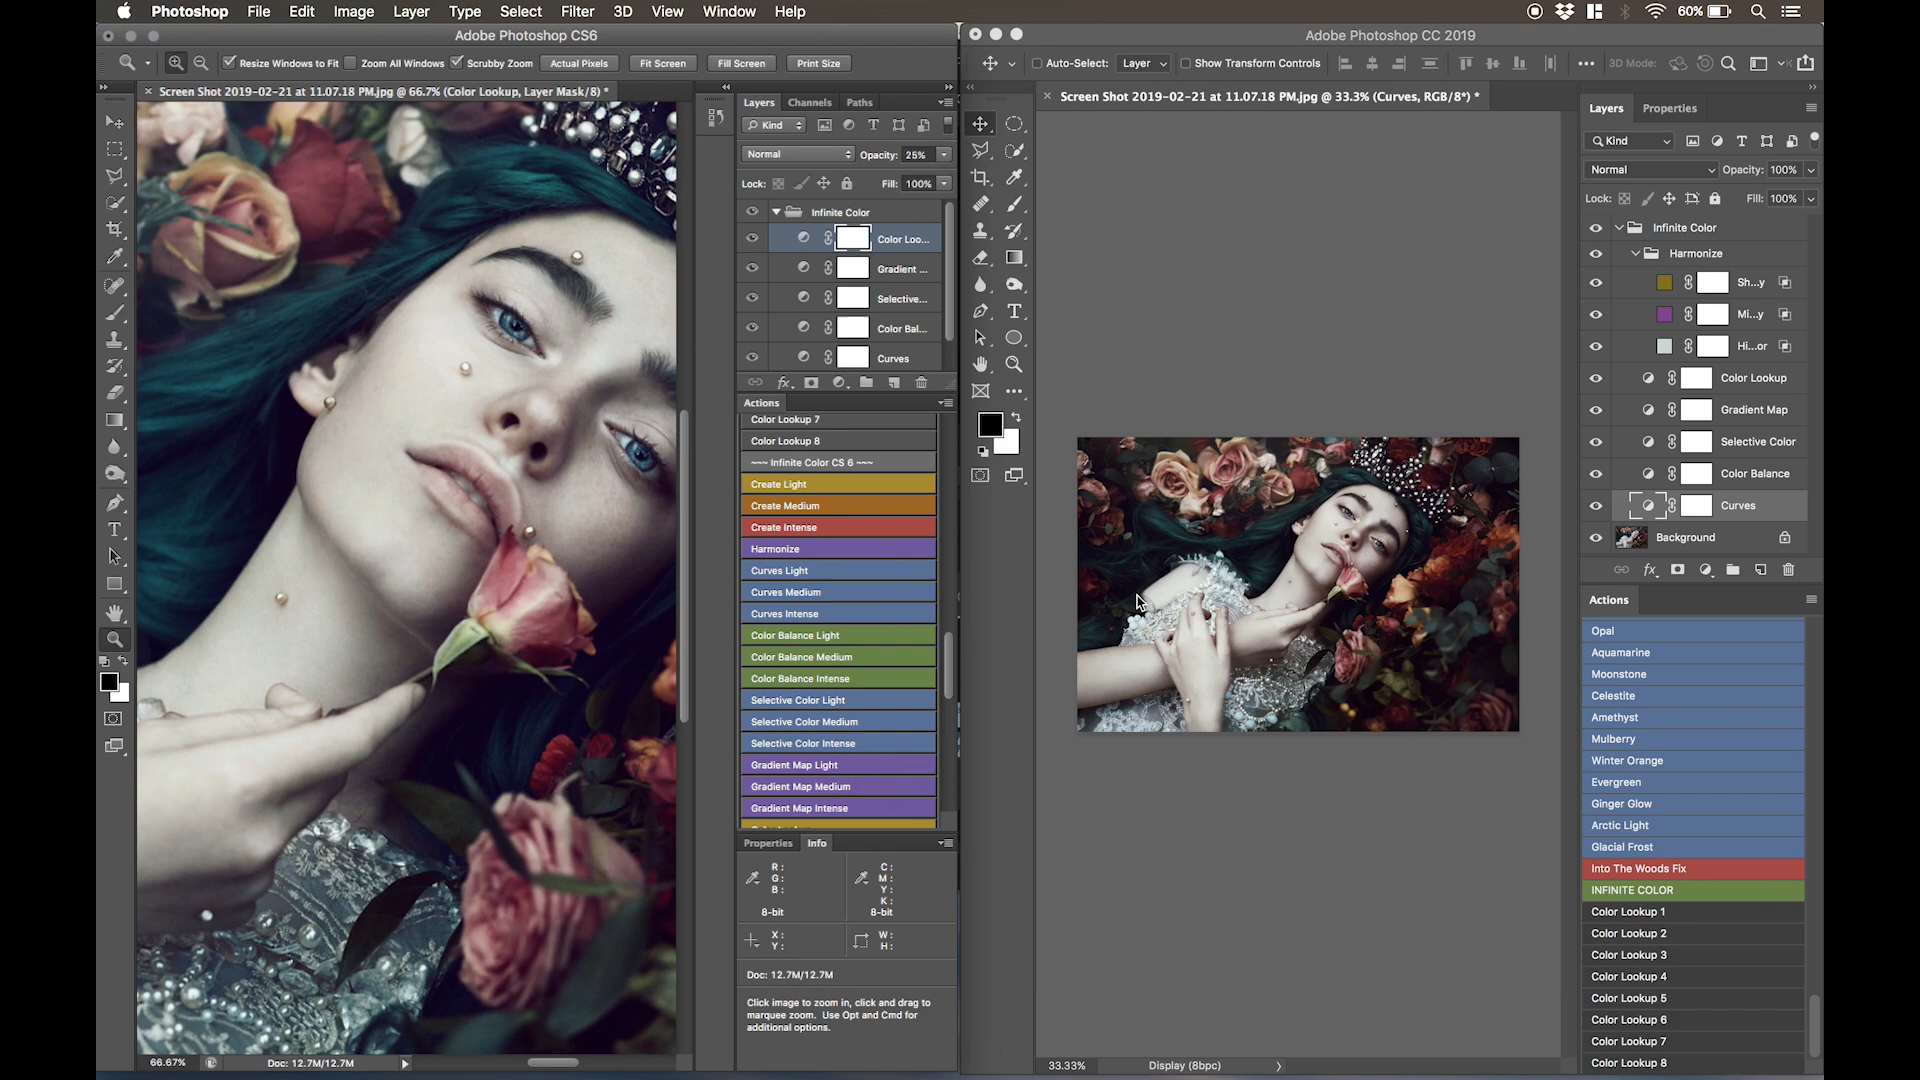 Photoshop File Edit Image Layer Type Select Filter 3D View Window Help
60%
Adobe Photoshop CS6
Resize Windows to Fit Zoom All Windows Scrubby Zoom Actual Pixels Fit Screen Fill Screen Print Size
Screen Shot 2019-02-21 at 11.07.18 PM.jpg @ 66.7% (Color Lookup, Layer Mask/8) *
Layers Channels Paths
Kind
Normal Opacity: 25%
Lock: Fill: 100%
Infinite Color
Color Loo...
Gradient ...
Selective...
Color Bal...
Curves
Actions
Color Lookup 7
Color Lookup 8
~~~ Infinite Color CS 6 ~~~
Create Light
Create Medium
Create Intense
Harmonize
Curves Light
Curves Medium
Curves Intense
Color Balance Light
Color Balance Medium
Color Balance Intense
Selective Color Light
Selective Color Medium
Selective Color Intense
Gradient Map Light
Gradient Map Medium
Gradient Map Intense
Properties Info
R: C:
G: M:
B: Y:
K:
8-bit 8-bit
X: W:
Y: H:
Doc: 12.7M/12.7M
Click image to zoom in, click and drag to
marquee zoom. Use Opt and Cmd for
additional options.
66.67% Doc: 12.7M/12.7M
Adobe Photoshop CC 2019
Auto-Select: Layer Show Transform Controls 3D Mode:
Screen Shot 2019-02-21 at 11.07.18 PM.jpg @ 33.3% (Curves, RGB/8*) *
Layers Properties
Kind
Normal Opacity: 100%
Lock: Fill: 100%
Infinite Color
Harmonize
Sh...y
Mi...y
Hi...or
Color Lookup
Gradient Map
Selective Color
Color Balance
Curves
Background
Actions
Opal
Aquamarine
Moonstone
Celestite
Amethyst
Mulberry
Winter Orange
Evergreen
Ginger Glow
Arctic Light
Glacial Frost
Into The Woods Fix
INFINITE COLOR
Color Lookup 1
Color Lookup 2
Color Lookup 3
Color Lookup 4
Color Lookup 5
Color Lookup 6
Color Lookup 7
Color Lookup 8
33.33% Display (8bpc)